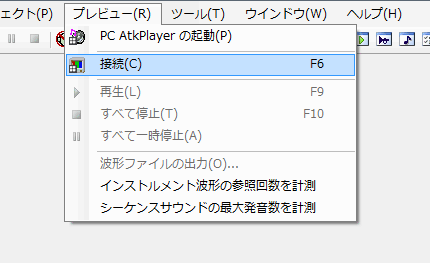 ェクト(P) プレビュー(R) ツール(T) ウインドウ(W) ヘルプ(H)
PC AtkPlayer の起動(P)
接続(C) F6
再生(L) F9
すべて停止(T) F10
すべて一時停止(A)
波形ファイルの出力(O)...
インストルメント波形の参照回数を計測
シーケンスサウンドの最大発音数を計測